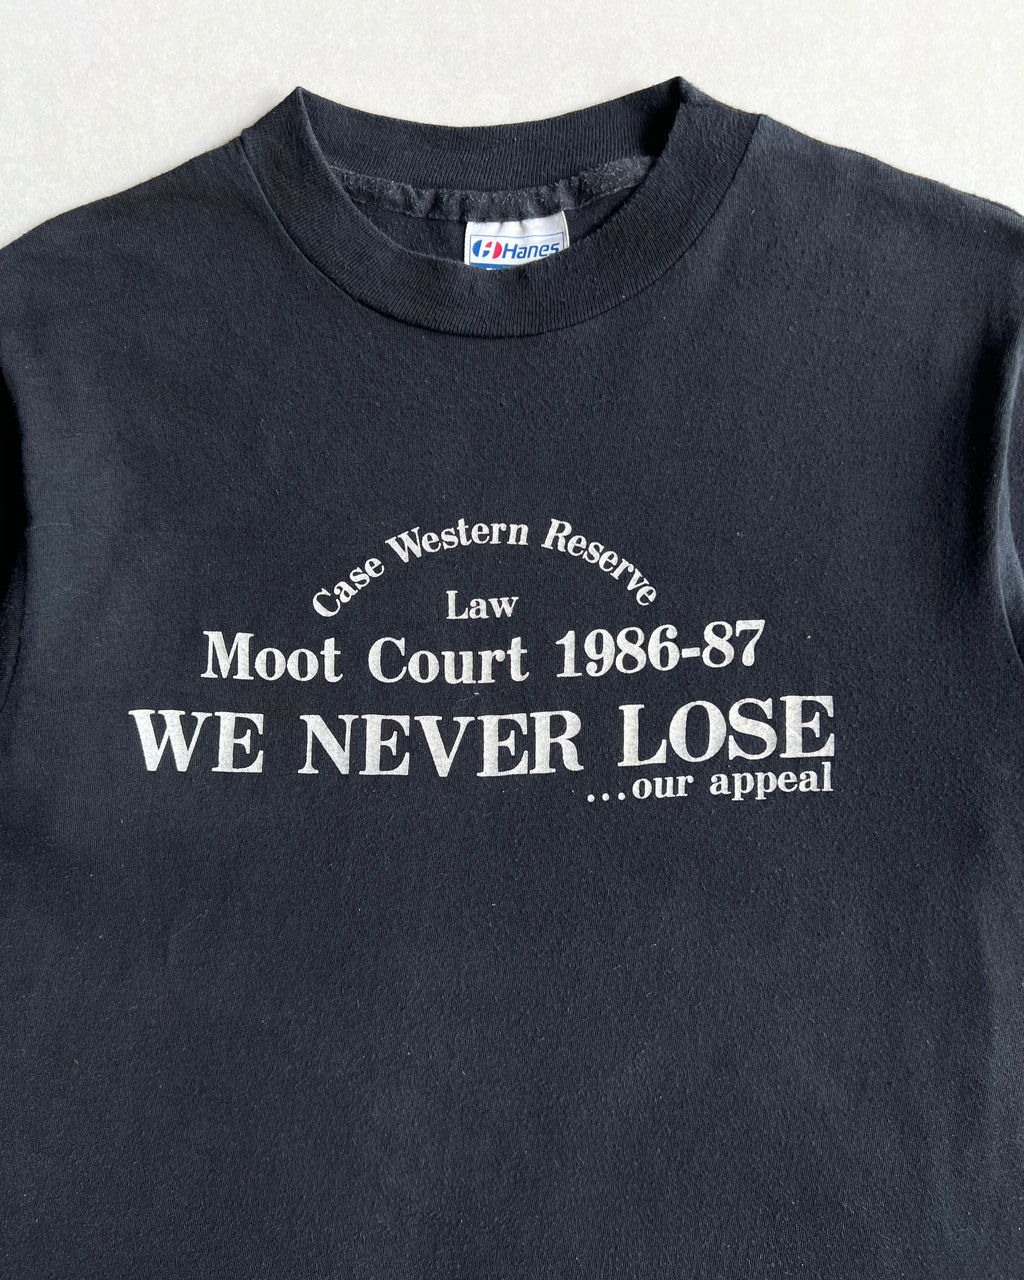 Hanes
Case Western Reserve
Law
Moot Court 1986-87
WE NEVER LOSE
...our appeal